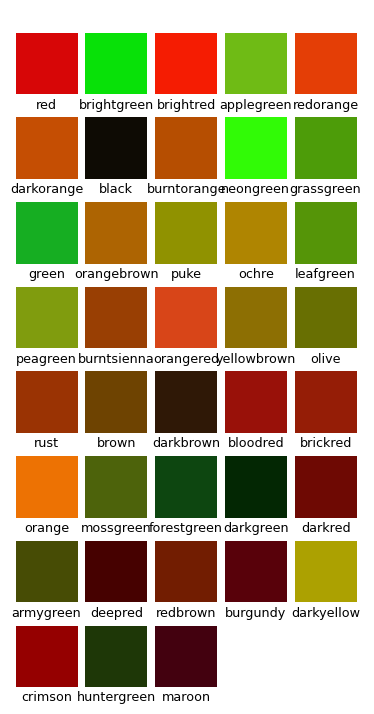 red brightgreen brightred applegreen redorange
darkorange black burntorange neongreen grassgreen
green orangebrown puke ochre leafgreen
peagreen burntsienna orangered yellowbrown olive
rust brown darkbrown bloodred brickred
orange mossgreen forestgreen darkgreen darkred
armygreen deepred redbrown burgundy darkyellow
crimson huntergreen maroon